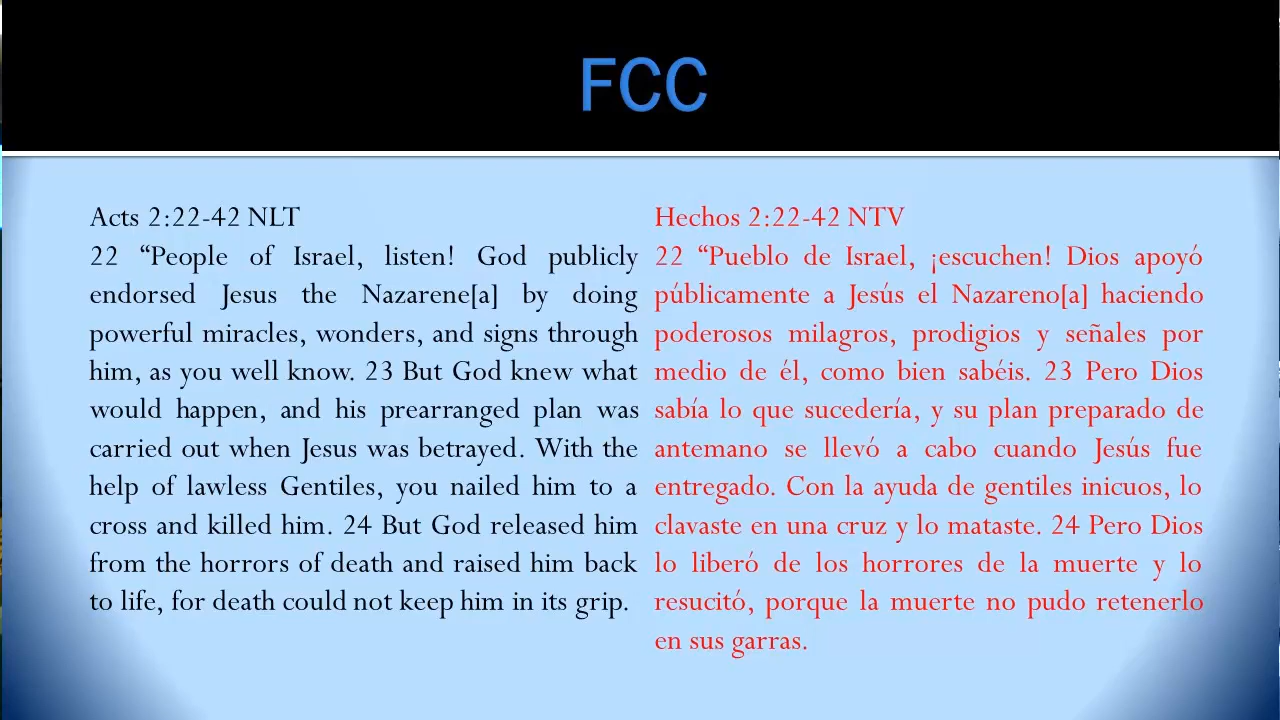 FCC
Acts 2:22-42 NLT
22 “People of Israel, listen! God publicly
endorsed Jesus the Nazarene[a] by doing
powerful miracles, wonders, and signs through
him, as you well know. 23 But God knew what
would happen, and his prearranged plan was
carried out when Jesus was betrayed. With the
help of lawless Gentiles, you nailed him to a
cross and killed him. 24 But God released him
from the horrors of death and raised him back
to life, for death could not keep him in its grip.
Hechos 2:22-42 NTV
22 “Pueblo de Israel, ¡escuchen! Dios apoyó
públicamente a Jesús el Nazareno[a] haciendo
poderosos milagros, prodigios y señales por
medio de él, como bien sabéis. 23 Pero Dios
sabía lo que sucedería, y su plan preparado de
antemano se llevó a cabo cuando Jesús fue
entregado. Con la ayuda de gentiles inicuos, lo
clavaste en una cruz y lo mataste. 24 Pero Dios
lo liberó de los horrores de la muerte y lo
resucitó, porque la muerte no pudo retenerlo
en sus garras.